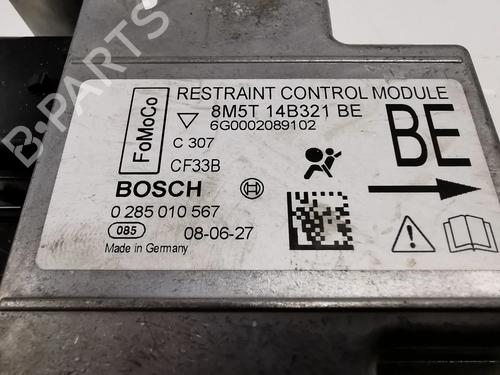 RESTRAINT CONTROL MODULE
FoMoCo
8M5T 14B321 BE
6G0002089102
BE
C 307
CF33B
BOSCH
0 285 010 567
085
08-06-27
Made in Germany
B-PARTS